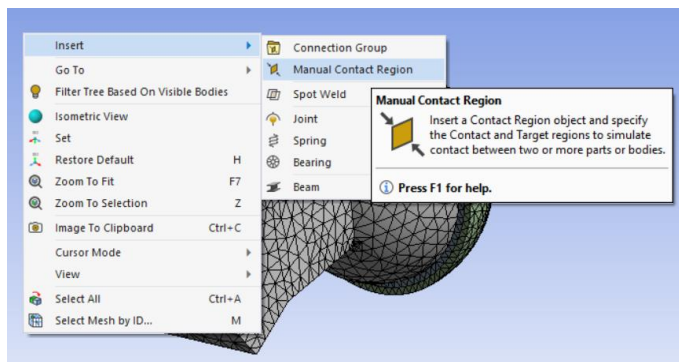 Insert
Go To
Filter Tree Based On Visible Bodies
Isometric View
Set
Restore Default H
Zoom To Fit F7
Zoom To Selection Z
Image To Clipboard Ctrl+C
Cursor Mode
View
Select All Ctrl+A
Select Mesh by ID... M
Connection Group
Manual Contact Region
Spot Weld
Joint
Spring
Bearing
Beam
Manual Contact Region
Insert a Contact Region object and specify
the Contact and Target regions to simulate
contact between two or more parts or bodies.
Press F1 for help.